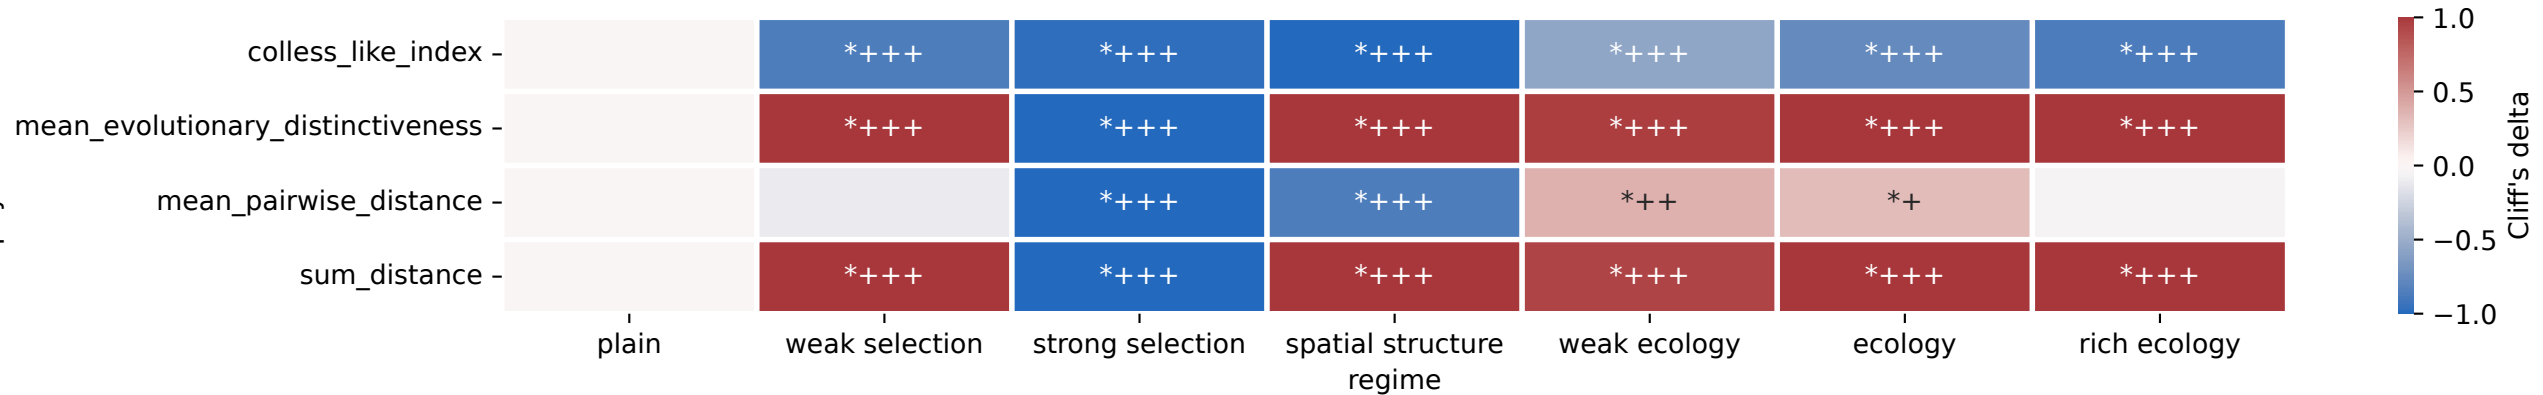 colless_like_index *+++ *+++ *+++ *+++ *+++ *+++
mean_evolutionary_distinctiveness *+++ *+++ *+++ *+++ *+++ *+++
mean_pairwise_distance *+++ *+++ *++ *+
sum_distance *+++ *+++ *+++ *+++ *+++ *+++
plain weak selection strong selection spatial structure weak ecology ecology rich ecology
regime
1.0
0.5
0.0
−0.5
−1.0
Cliff's delta